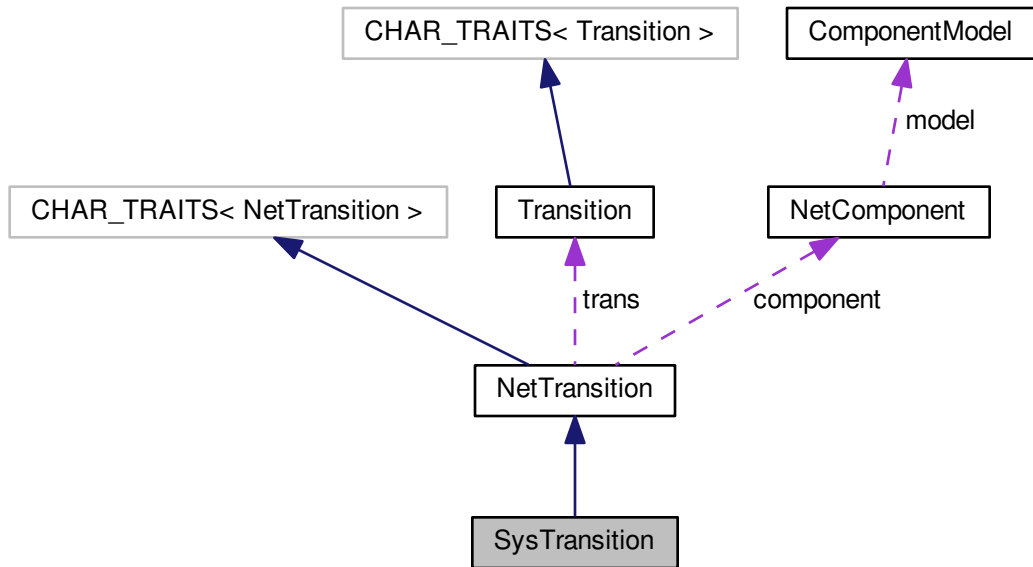 CHAR_TRAITS< Transition >
ComponentModel
model
CHAR_TRAITS< NetTransition >
Transition
NetComponent
trans
component
NetTransition
SysTransition